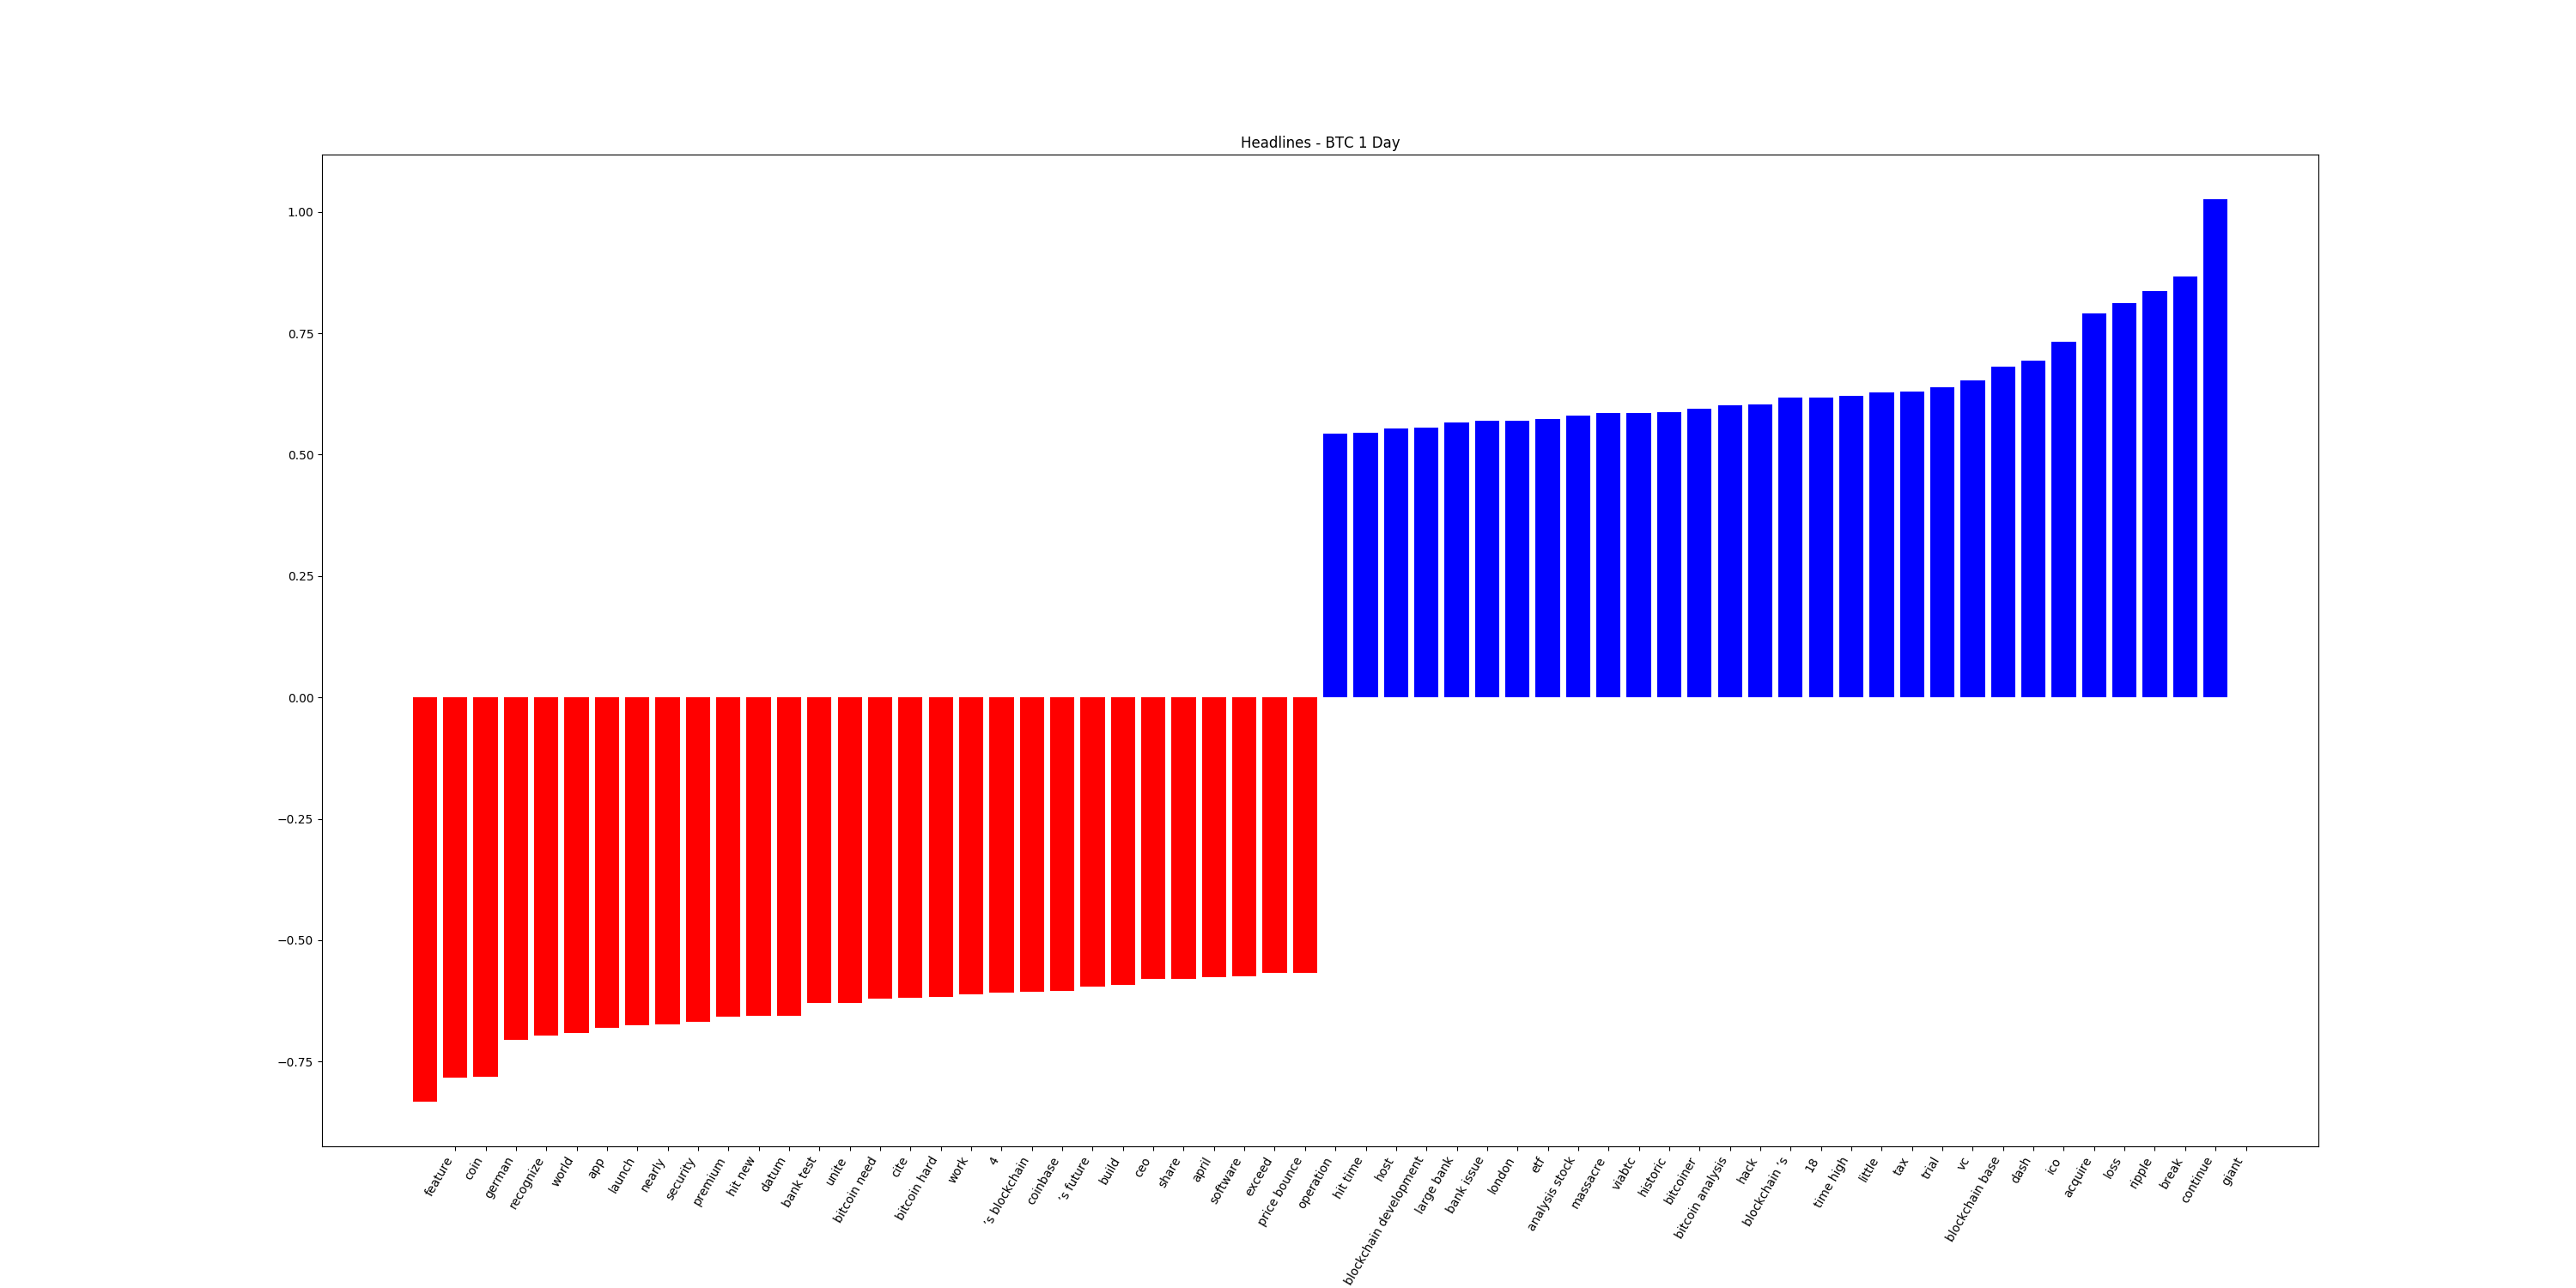 Headlines - BTC 1 Day
1.00
0.75
0.50
0.25
0.00
−0.25
−0.50
−0.75
feature
coin
german
recognize
world
app
launch
nearly
security
premium
hit new
datum
bank test
unite
bitcoin need
cite
bitcoin hard
work
4
's blockchain
coinbase
's future
build
ceo
share
april
software
exceed
price bounce
operation
hit time
host
blockchain development
large bank
bank issue
london
etf
analysis stock
massacre
viabtc
historic
bitcoiner
bitcoin analysis
hack
blockchain 's
18
time high
little
tax
trial
vc
blockchain base
dash
ico
acquire
loss
ripple
break
continue
giant